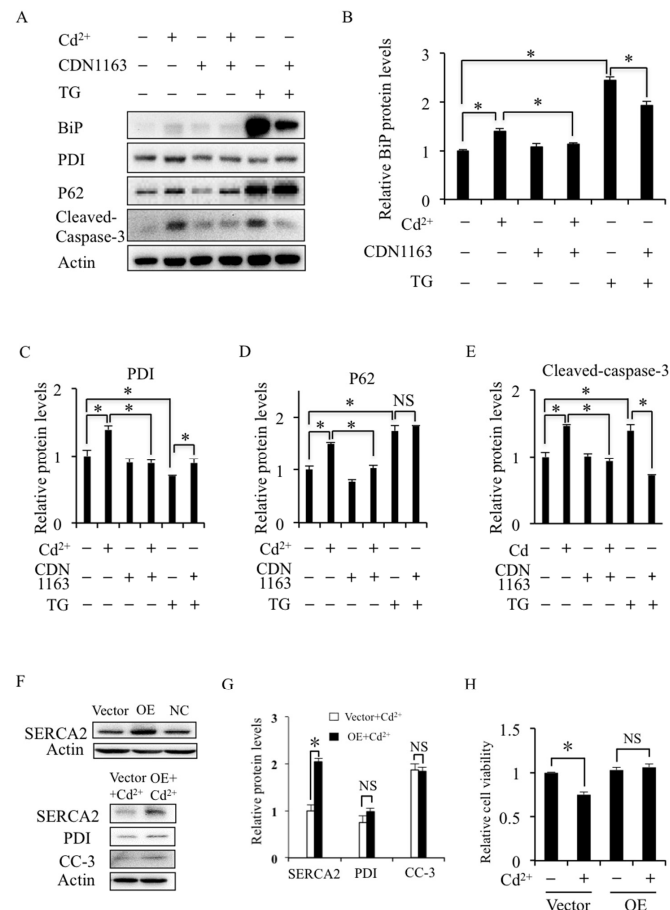 A
Cd²⁺ – + – + – –
CDN1163 – – + + – +
TG – – – – + +
BiP
PDI
P62
Cleaved-
Caspase-3
Actin
B
Relative BiP protein levels
3
2
1
0
* * * *
Cd²⁺ – + – + – –
CDN1163 – – + + – +
TG – – – – + +
C
PDI
Relative protein levels
2
1
0
* * * *
Cd²⁺ – + – + – –
CDN
1163 – – + + – +
TG – – – – + +
D
P62
Relative protein levels
2
1
0
* * * NS
Cd²⁺ – + – + – –
CDN
1163 – – + + – +
TG – – – – + +
E
Cleaved-caspase-3
Relative protein levels
2
1
0
* * * *
Cd – + – + – –
CDN
1163 – – + + – +
TG – – – – + +
F
Vector OE NC
SERCA2
Actin
Vector OE+
+Cd²⁺ Cd²⁺
SERCA2
PDI
CC-3
Actin
G
Relative protein levels
3
2
1
0
Vector+Cd²⁺
OE+Cd²⁺
* NS NS
SERCA2 PDI CC-3
H
Relative cell viability
1.5
1
0.5
0
* NS
Cd²⁺ – + – +
Vector OE